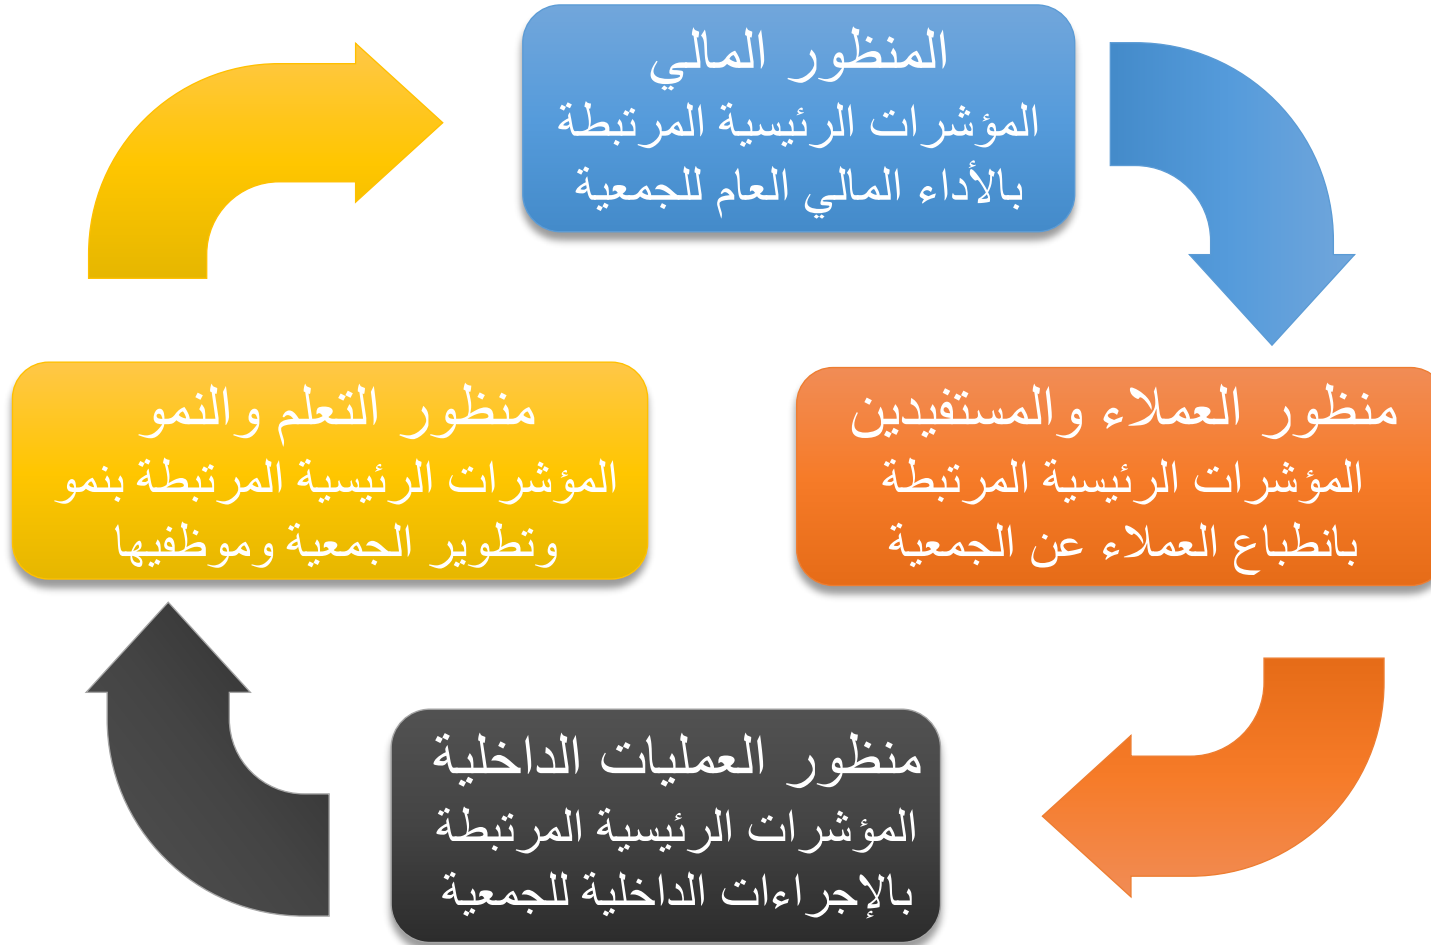 المنظور المالي
المؤشرات الرئيسية المرتبطة
بالأداء المالي العام للجمعية
منظور العملاء والمستفيدين
المؤشرات الرئيسية المرتبطة
بانطباع العملاء عن الجمعية
منظور العمليات الداخلية
المؤشرات الرئيسية المرتبطة
بالإجراءات الداخلية للجمعية
منظور التعلم والنمو
المؤشرات الرئيسية المرتبطة بنمو
وتطوير الجمعية وموظفيها